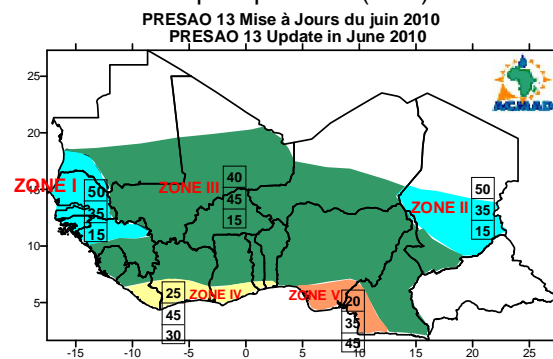 PRESAO 13 Mise à Jours du juin 2010
PRESAO 13 Update in June 2010
ACMAD
25
20
15
10
5
ZONE I
50
35
15
ZONE III
40
45
15
ZONE II
50
35
15
25
45
30
ZONE IV
ZONE V
20
35
45
-15 -10 -5 0 5 10 15 20 25